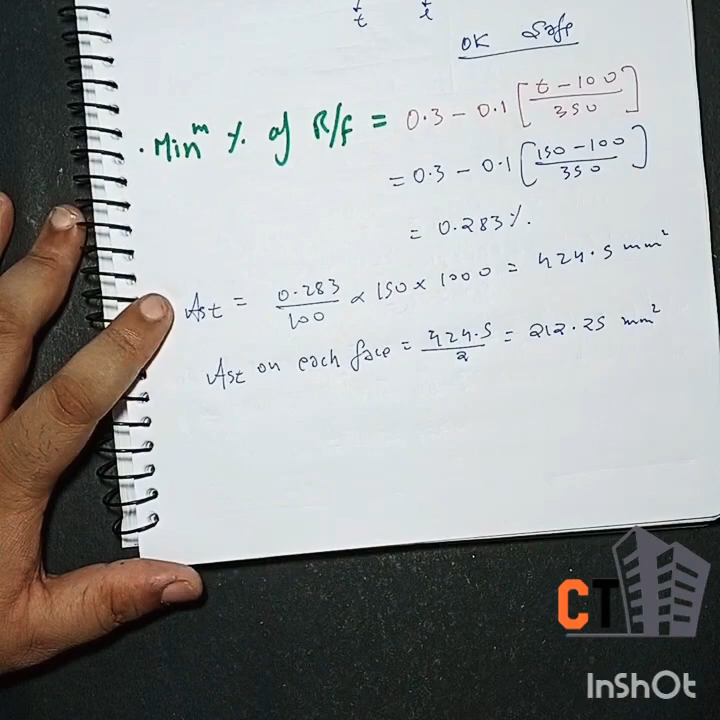 t t
OK Safe
. Minᵐ %. of R/f = 0.3 - 0.1 [t - 100 / 350]
= 0.3 - 0.1 [150 - 100 / 350]
= 0.283 %.
Ast = 0.283 / 100 × 150 × 1000 = 424.5 mm²
Ast on each face = 424.5 / 2 = 212.25 mm²
CT
InShOt